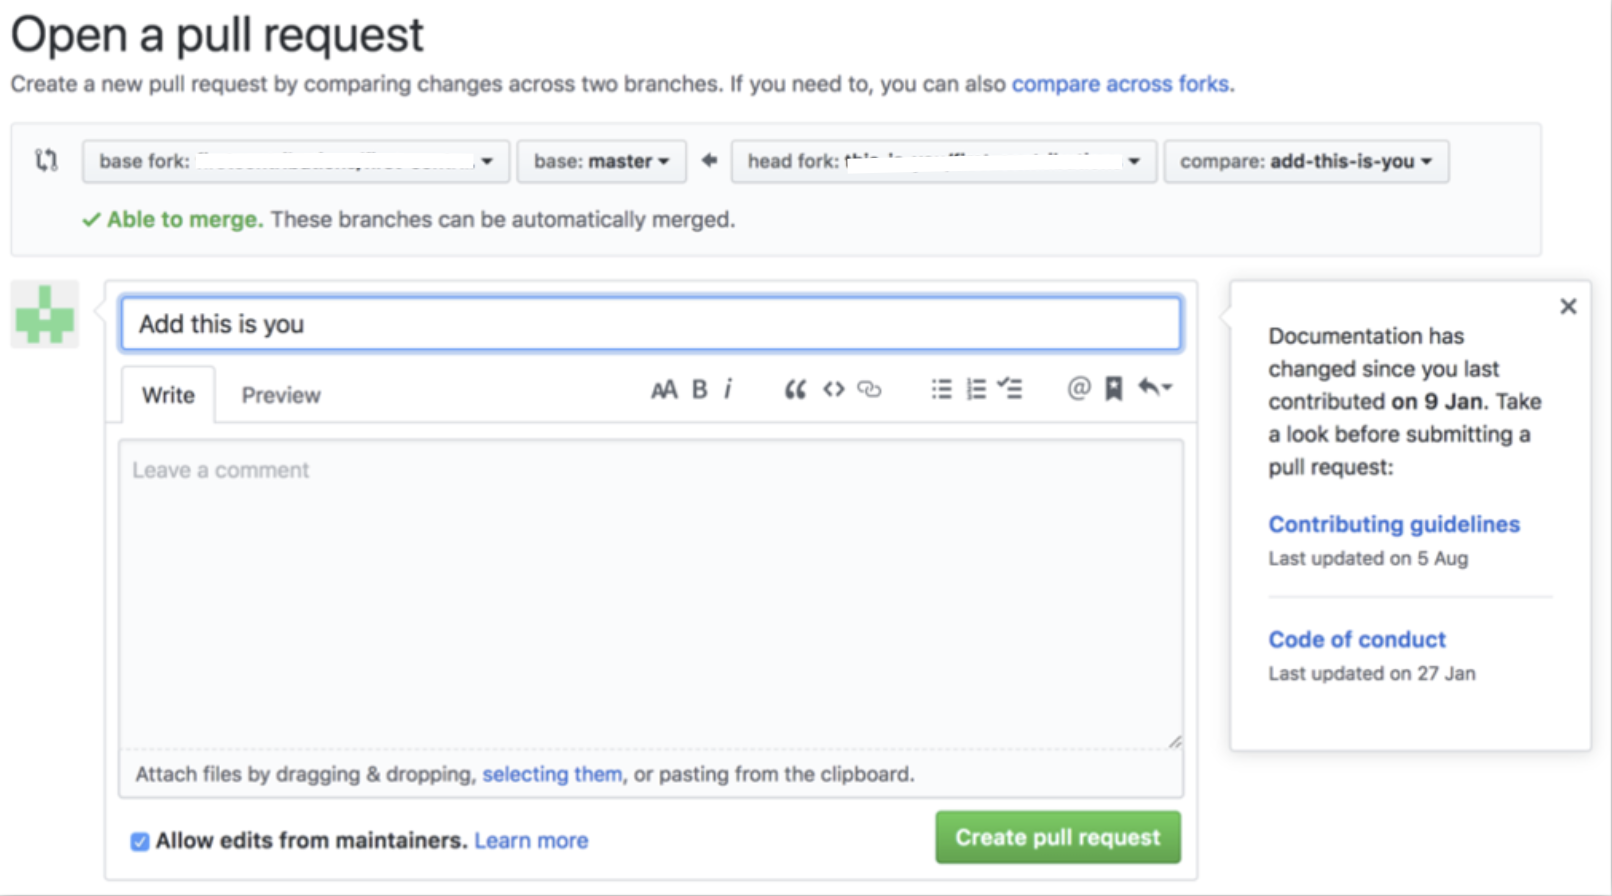 Open a pull request
Create a new pull request by comparing changes across two branches. If you need to, you can also compare across forks.
base fork: base: master head fork: compare: add-this-is-you
Able to merge. These branches can be automatically merged.
Add this is you
Write Preview AA B i
Leave a comment
Attach files by dragging & dropping, selecting them, or pasting from the clipboard.
Allow edits from maintainers. Learn more
Create pull request
Documentation has
changed since you last
contributed on 9 Jan. Take
a look before submitting a
pull request:
Contributing guidelines
Last updated on 5 Aug
Code of conduct
Last updated on 27 Jan